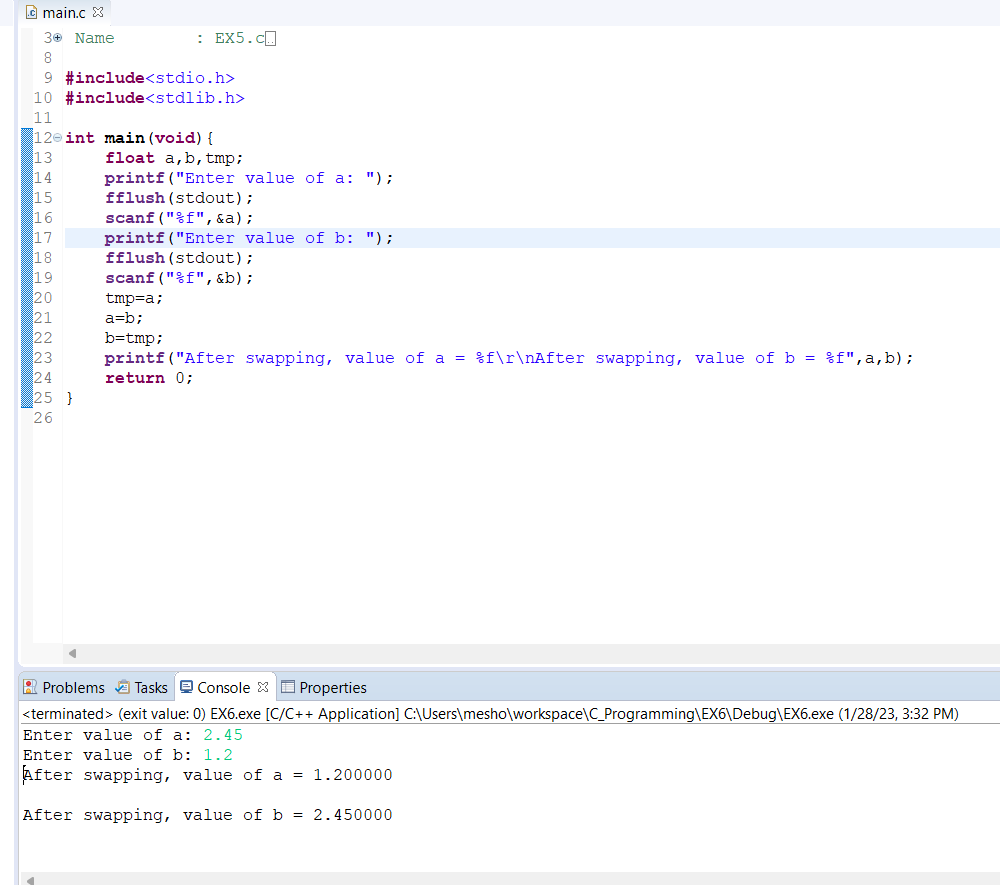 main.c
3 Name : EX5.c
8
9 #include<stdio.h>
10 #include<stdlib.h>
11
12 int main(void){
13 float a,b,tmp;
14 printf("Enter value of a: ");
15 fflush(stdout);
16 scanf("%f",&a);
17 printf("Enter value of b: ");
18 fflush(stdout);
19 scanf("%f",&b);
20 tmp=a;
21 a=b;
22 b=tmp;
23 printf("After swapping, value of a = %f\r\nAfter swapping, value of b = %f",a,b);
24 return 0;
25 }
26
Problems Tasks Console Properties
<terminated> (exit value: 0) EX6.exe [C/C++ Application] C:\Users\mesho\workspace\C_Programming\EX6\Debug\EX6.exe (1/28/23, 3:32 PM)
Enter value of a: 2.45
Enter value of b: 1.2
After swapping, value of a = 1.200000
After swapping, value of b = 2.450000